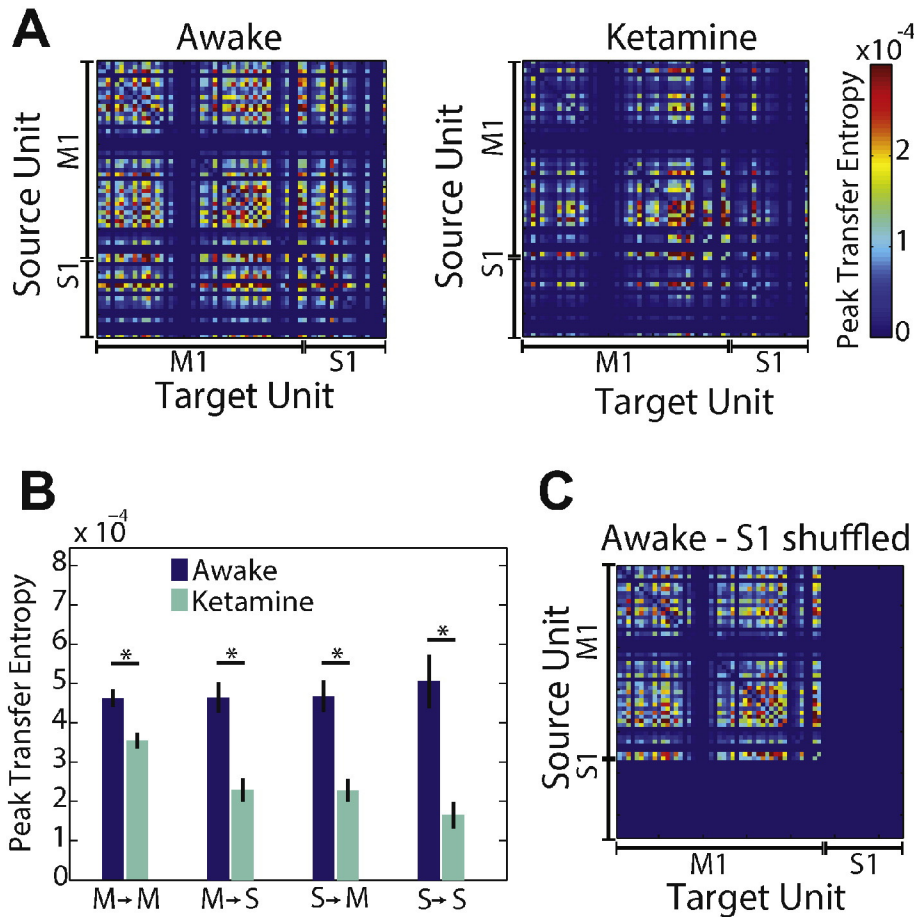 A
Awake
Ketamine
x10⁻⁴
Source Unit
M1
S1
M1
S1
Target Unit
Source Unit
M1
S1
M1
S1
Target Unit
Peak Transfer Entropy
2
1
0
B
x 10⁻⁴
8
7
6
5
4
3
2
1
0
Peak Transfer Entropy
Awake
Ketamine
*
*
*
*
M→M
M→S
S→M
S→S
C
Awake - S1 shuffled
Source Unit
M1
S1
M1
S1
Target Unit